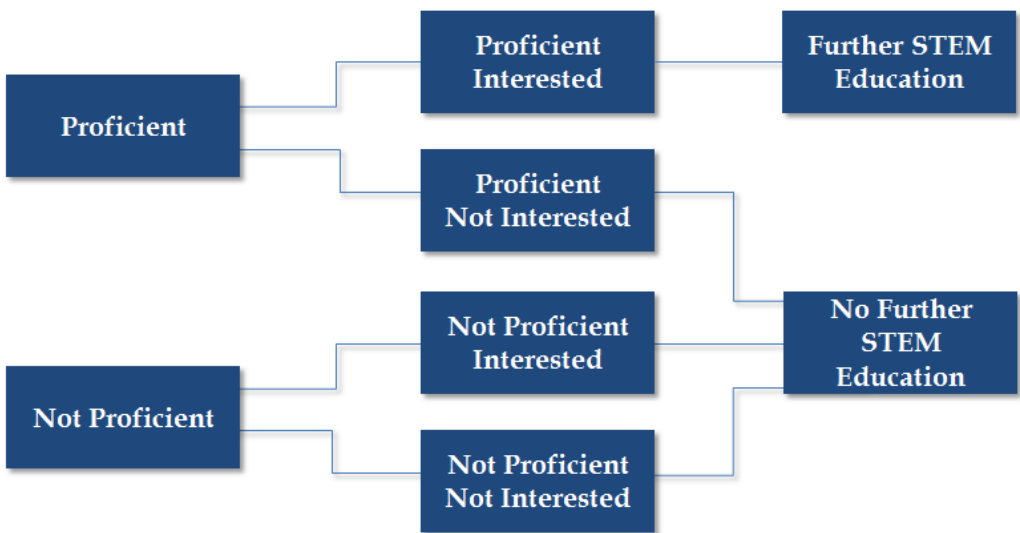 Proficient
Proficient
Interested
Further STEM
Education
Proficient
Not Interested
Not Proficient
Not Proficient
Interested
No Further
STEM
Education
Not Proficient
Not Interested